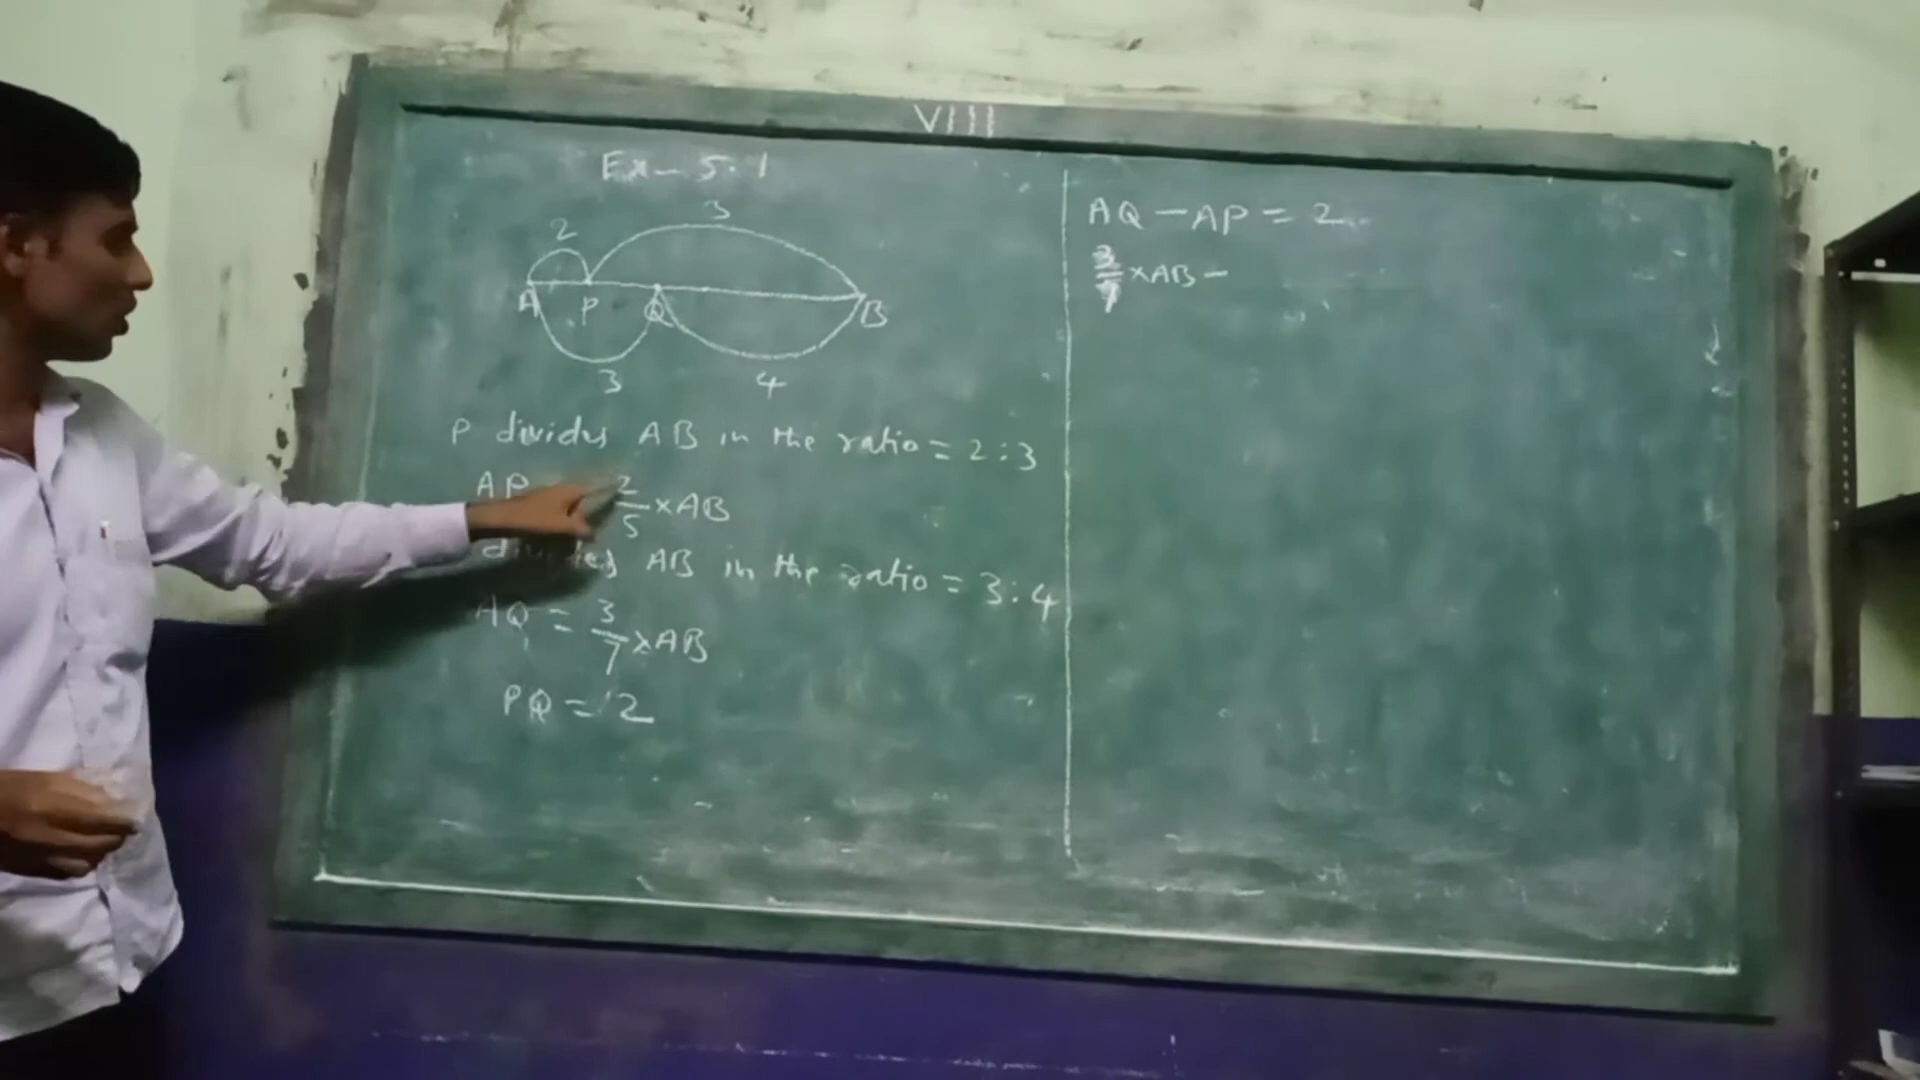 VIII
Ex - 5.1
2 3
A P Q B
3 4
P divides AB in the ratio = 2:3
AP 2/5 × AB
AB in the ratio = 3:4
AQ = 3/7 × AB
PQ = 2
AQ - AP = 2
3/7 × AB -